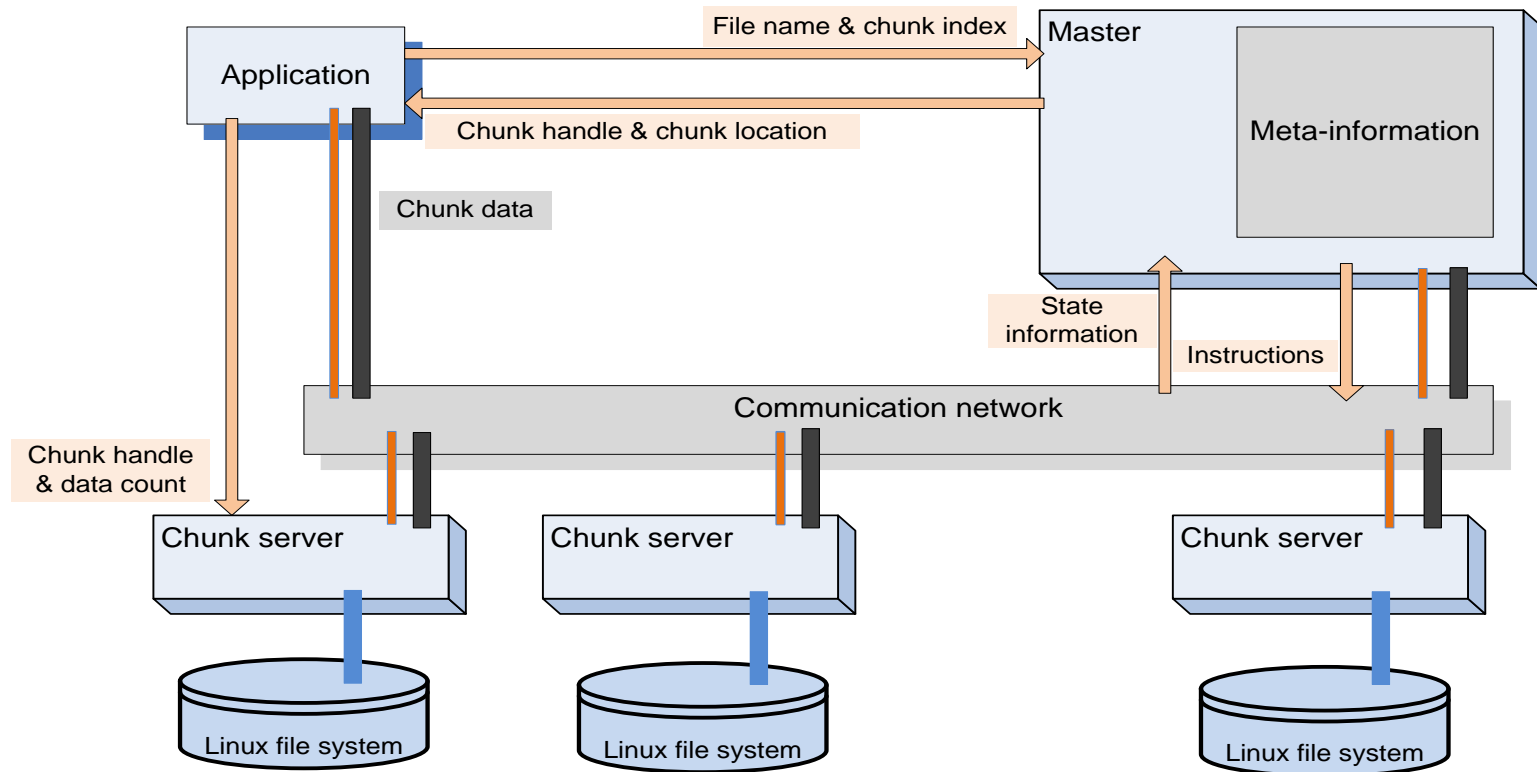 File name & chunk index
Master
Application
Chunk handle & chunk location
Meta-information
Chunk data
State
information
Instructions
Communication network
Chunk handle
& data count
Chunk server
Chunk server
Chunk server
Linux file system
Linux file system
Linux file system